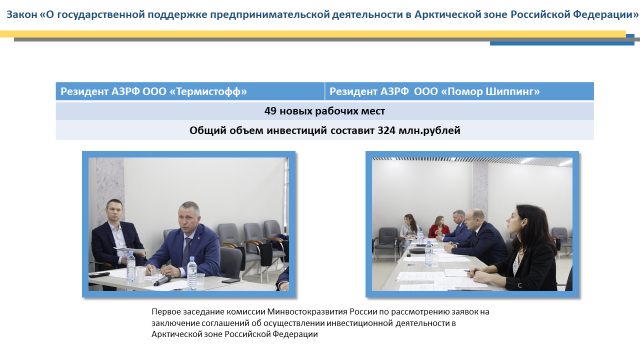 Закон «О государственной поддержке предпринимательской деятельности в Арктической зоне Российской Федерации»
Резидент АЗРФ ООО «Термистофф» Резидент АЗРФ ООО «Помор Шиппинг»
49 новых рабочих мест
Общий объем инвестиций составит 324 млн.рублей
Первое заседание комиссии Минвостокразвития России по рассмотрению заявок на
заключение соглашений об осуществлении инвестиционной деятельности в
Арктической зоне Российской Федерации